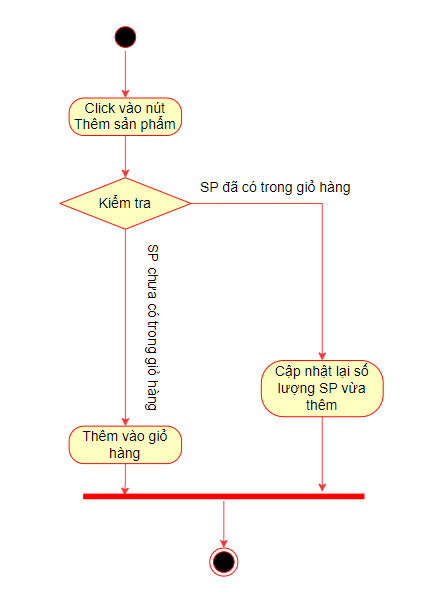 Click vào nút
Thêm sản phẩm
SP đã có trong giỏ hàng
Kiểm tra
SP chưa có trong giỏ hàng
Cập nhật lại số
lượng SP vừa
thêm
Thêm vào giỏ
hàng